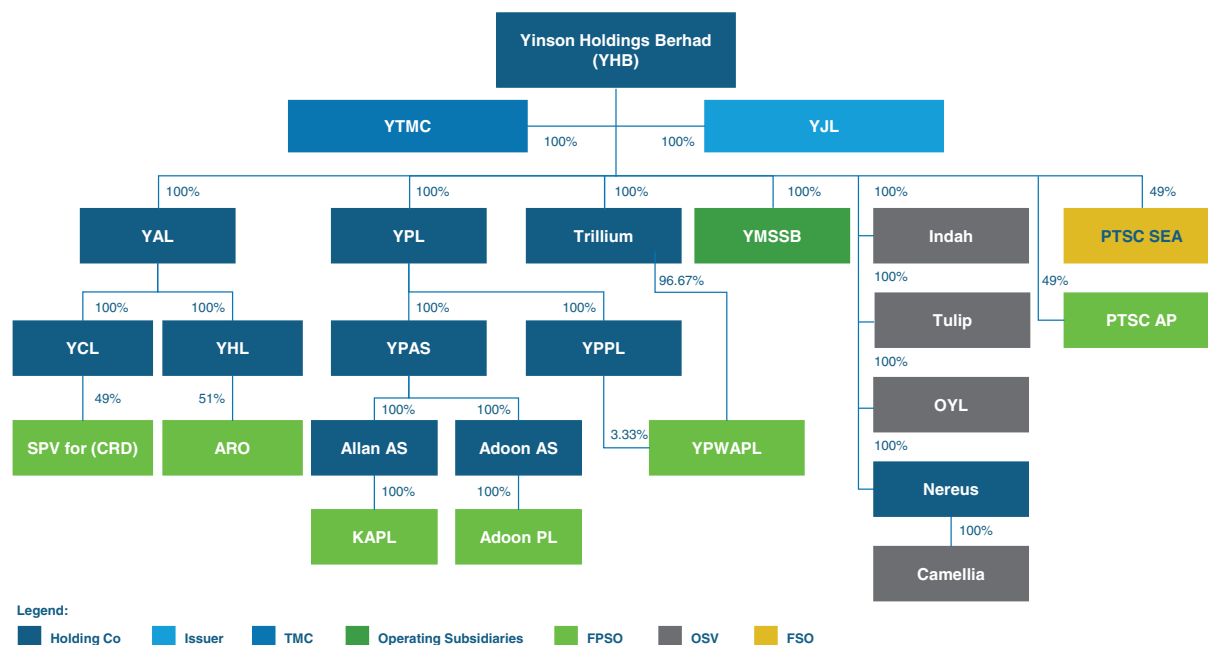 Yinson Holdings Berhad
(YHB)
YTMC
YJL
100%
100%
100%
100%
100%
100%
100%
49%
YAL
YPL
Trillium
YMSSB
Indah
PTSC SEA
96.67%
100%
49%
100%
100%
100%
100%
YCL
YHL
YPAS
YPPL
Tulip
PTSC AP
100%
49%
51%
100%
100%
3.33%
OYL
SPV for (CRD)
ARO
Allan AS
Adoon AS
YPWAPL
100%
100%
100%
Nereus
KAPL
Adoon PL
100%
Camellia
Legend:
Holding Co
Issuer
TMC
Operating Subsidiaries
FPSO
OSV
FSO